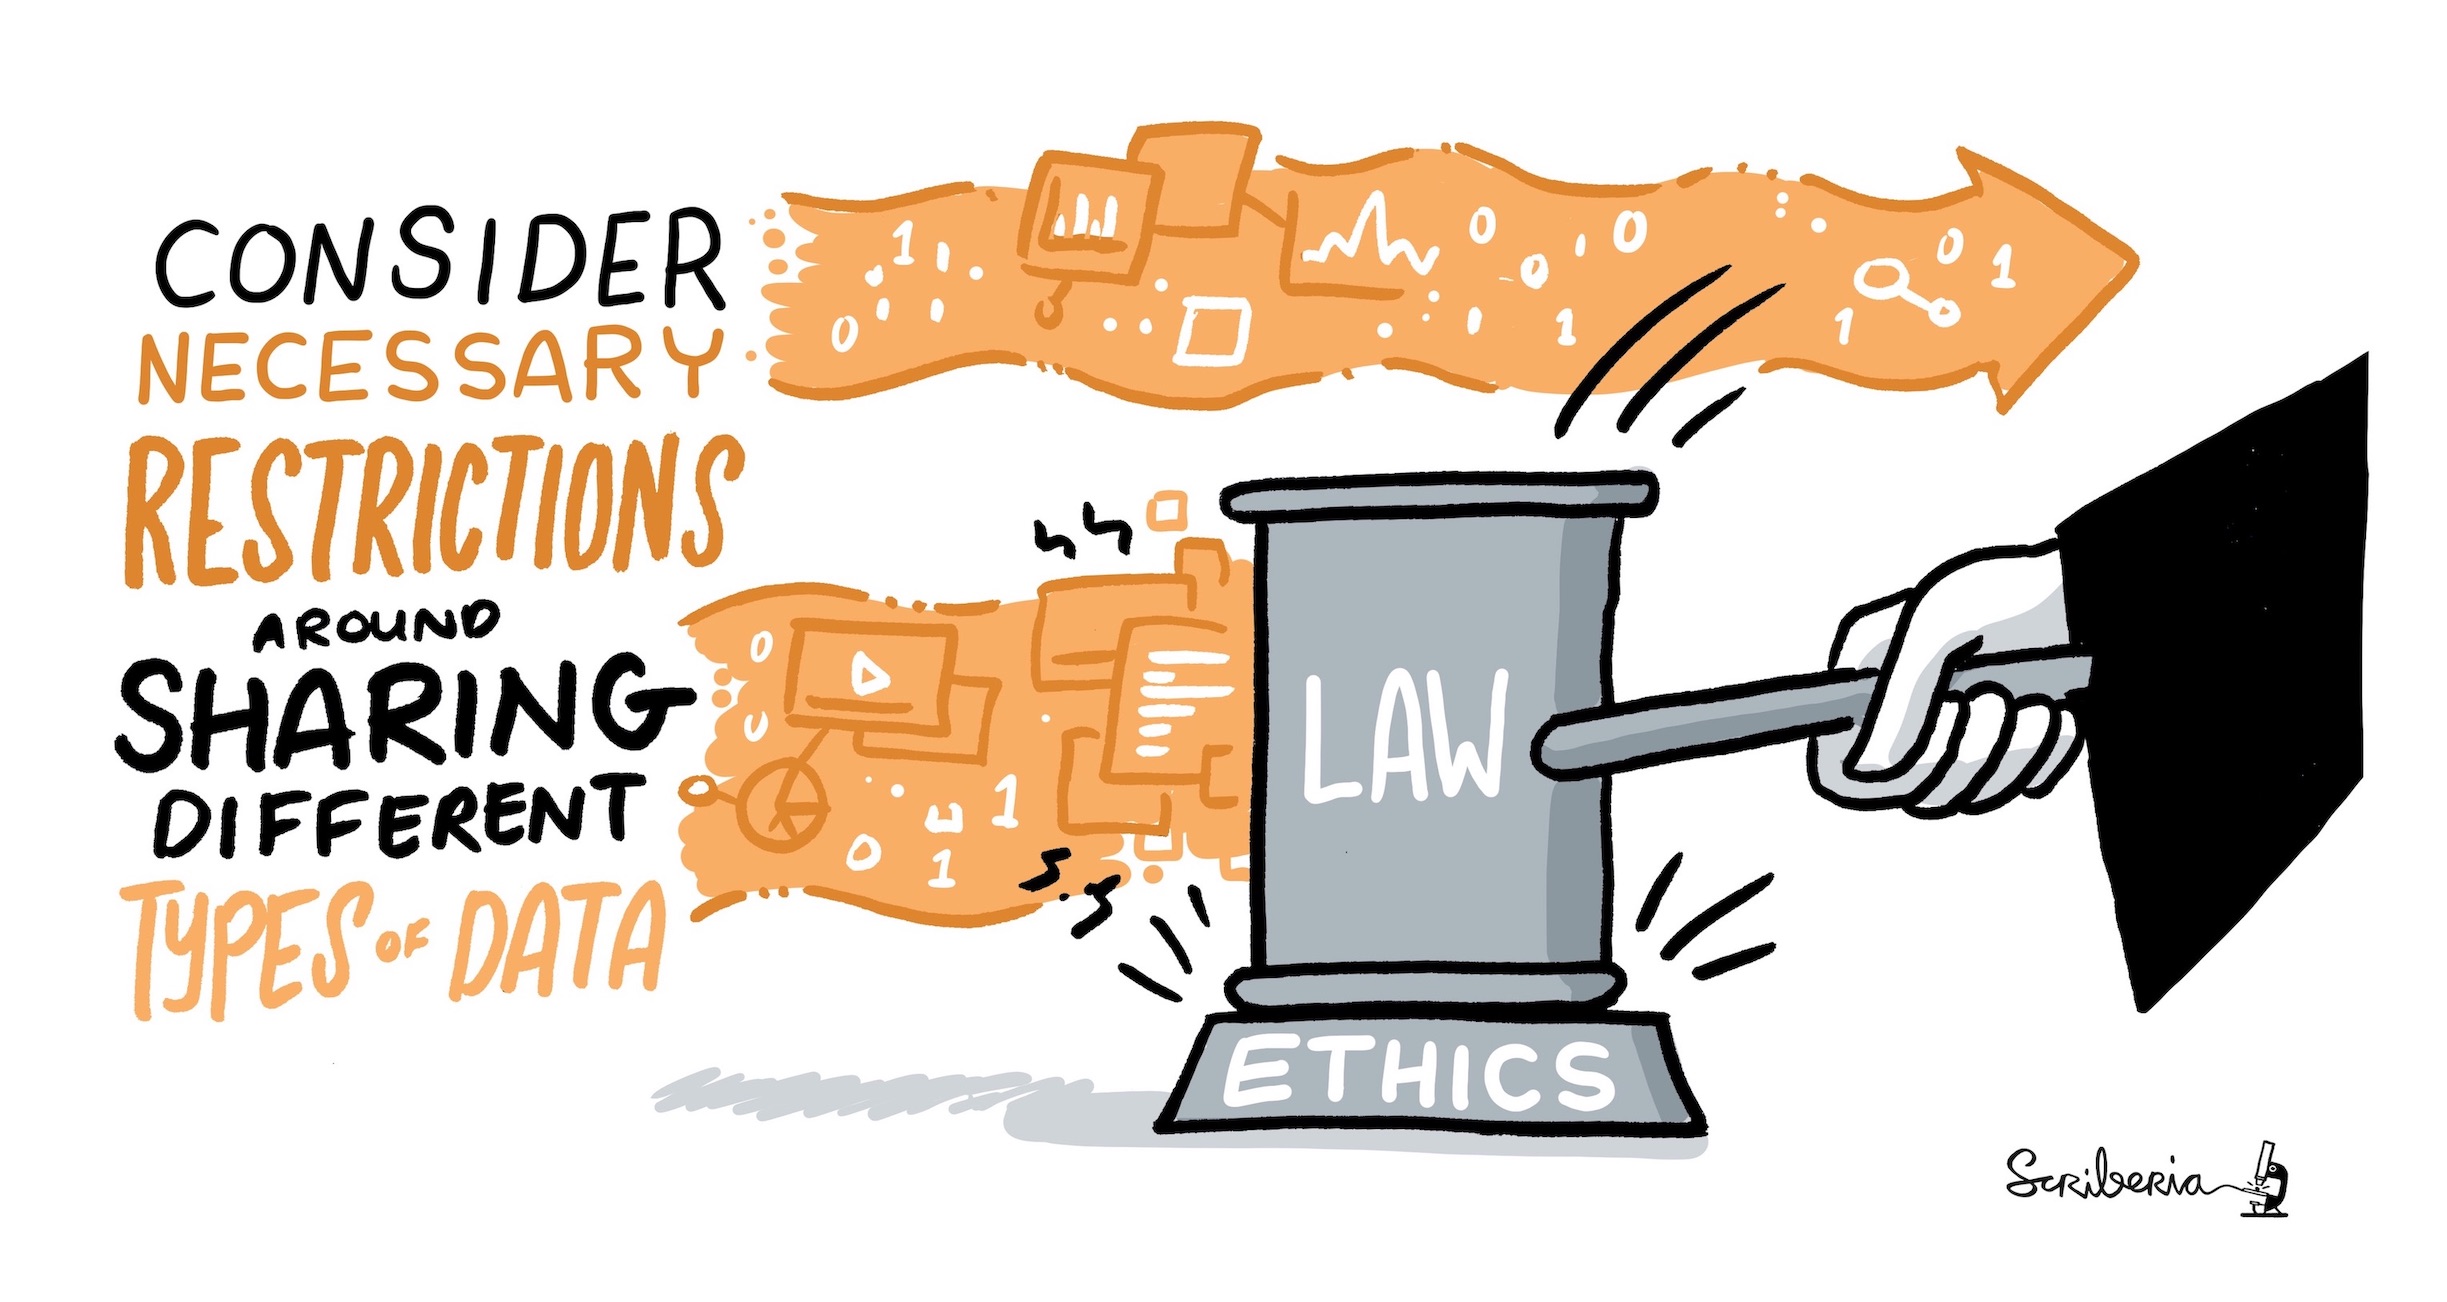 CONSIDER
NECESSARY
RESTRICTIONS
AROUND
SHARING
DIFFERENT
TYPES OF DATA
LAW
ETHICS
Scriberia